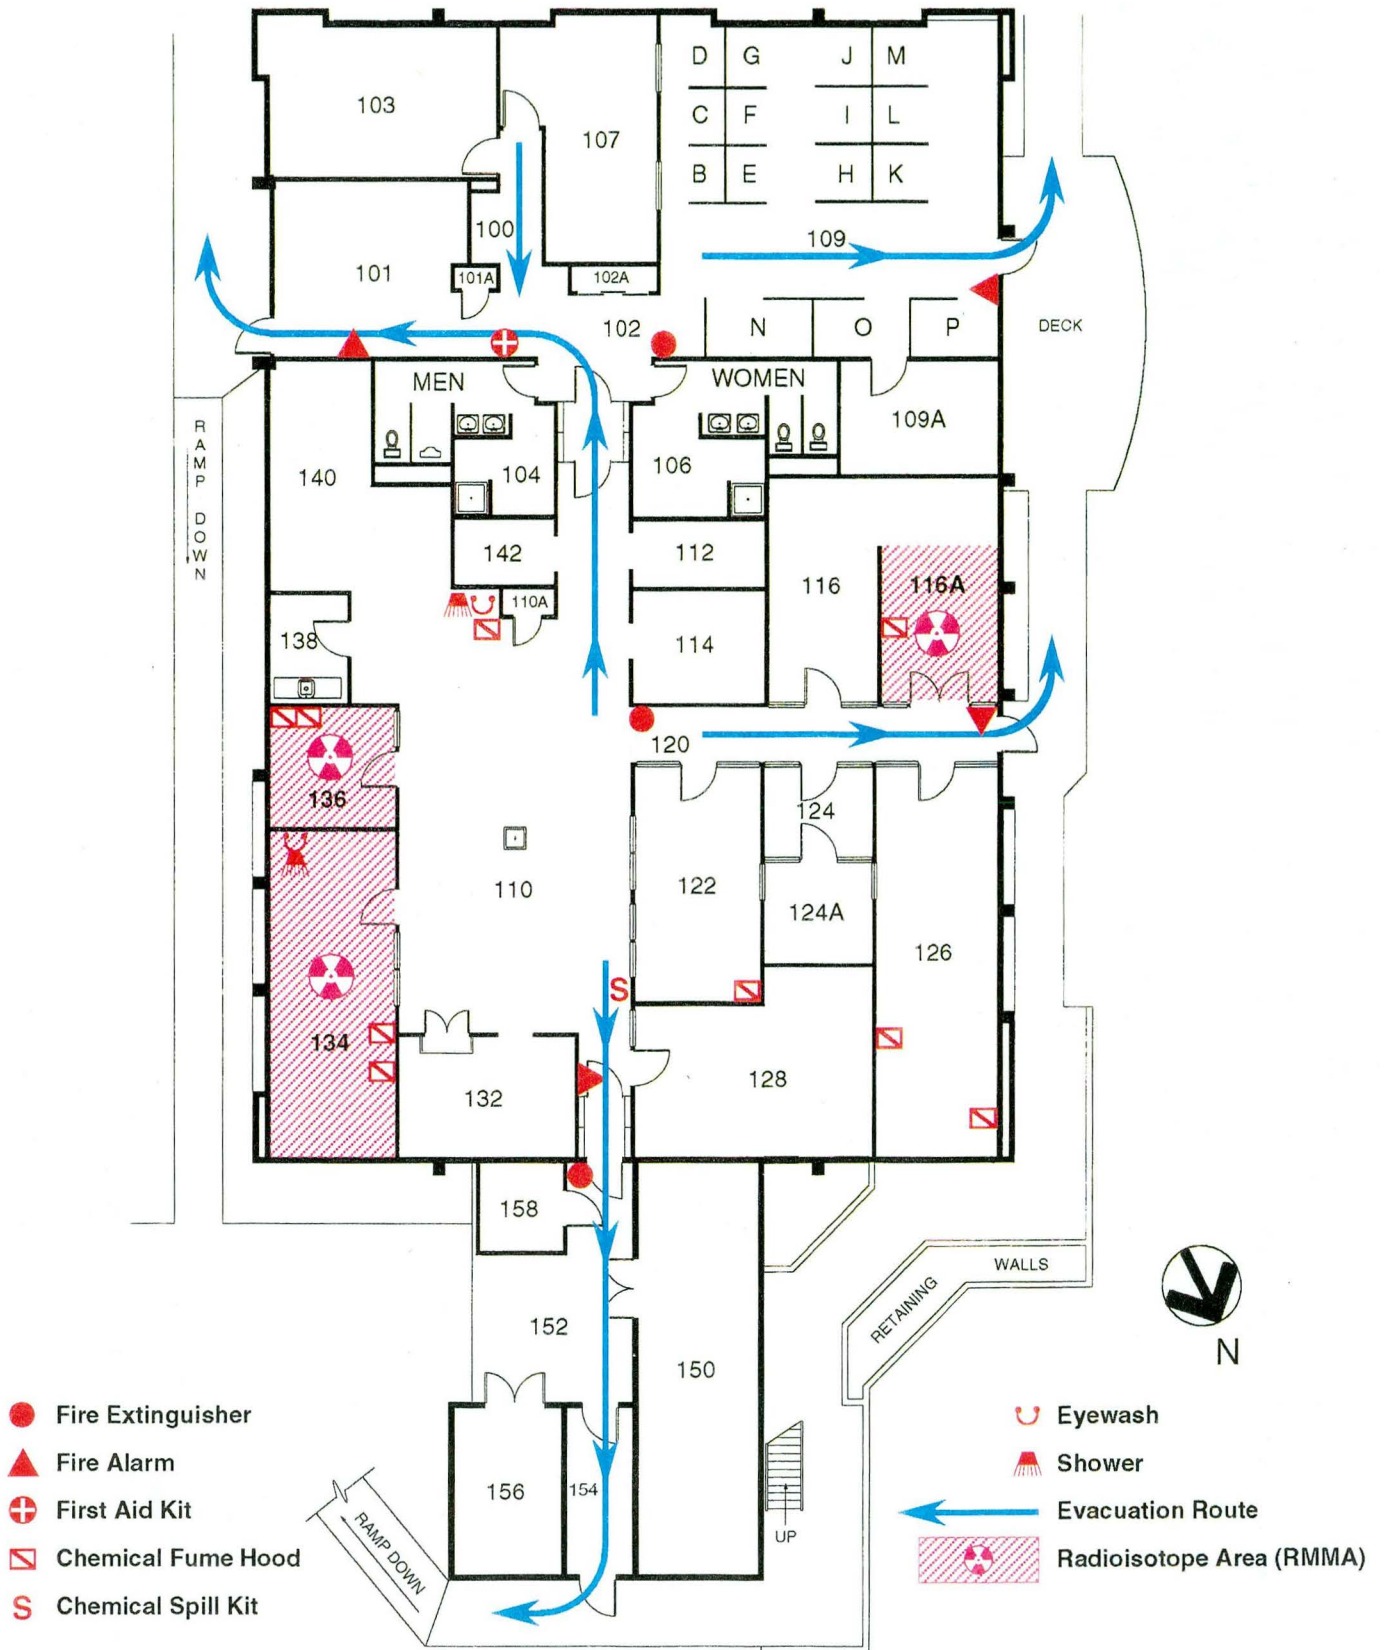 D G J M
103
C F I L
107
B E H K
100
109
101
101A
102A
102
N O P
DECK
MEN
WOMEN
109A
RAMP DOWN
140
104
106
142
112
116
116A
110A
138
114
120
136
124
110
122
124A
126
134
132
128
158
WALLS
RETAINING
152
N
150
156
154
RAMP DOWN
UP
Fire Extinguisher
Fire Alarm
First Aid Kit
Chemical Fume Hood
S Chemical Spill Kit
S
Eyewash
Shower
Evacuation Route
Radioisotope Area (RMMA)